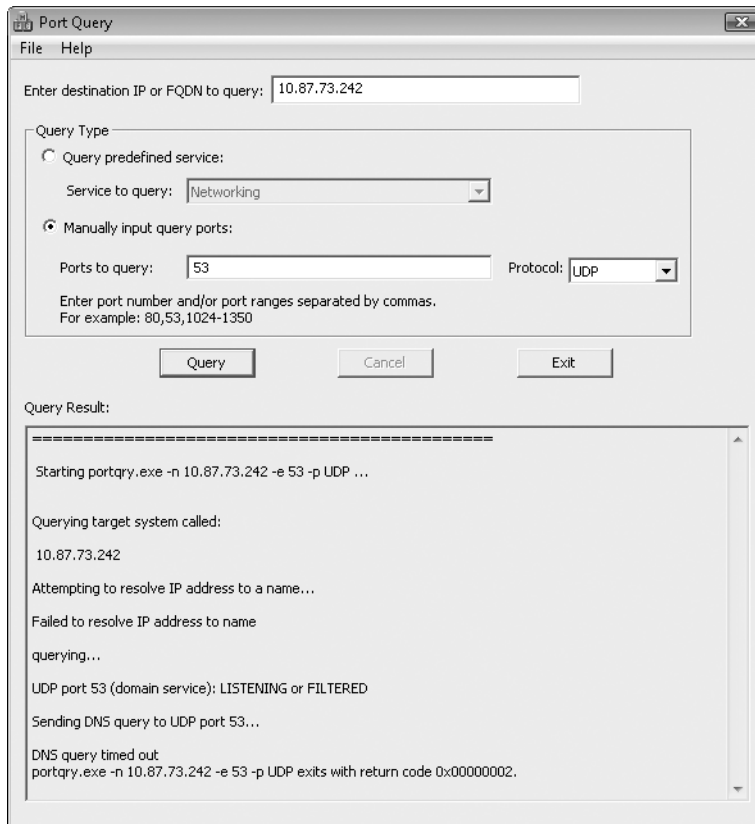 Port Query
File Help
Enter destination IP or FQDN to query: 10.87.73.242
Query Type
Query predefined service:
Service to query: Networking
Manually input query ports:
Ports to query: 53 Protocol: UDP
Enter port number and/or port ranges separated by commas.
For example: 80,53,1024-1350
Query Cancel Exit
Query Result:
=============================================
Starting portqry.exe -n 10.87.73.242 -e 53 -p UDP ...
Querying target system called:
10.87.73.242
Attempting to resolve IP address to a name...
Failed to resolve IP address to name
querying...
UDP port 53 (domain service): LISTENING or FILTERED
Sending DNS query to UDP port 53...
DNS query timed out
portqry.exe -n 10.87.73.242 -e 53 -p UDP exits with return code 0x00000002.